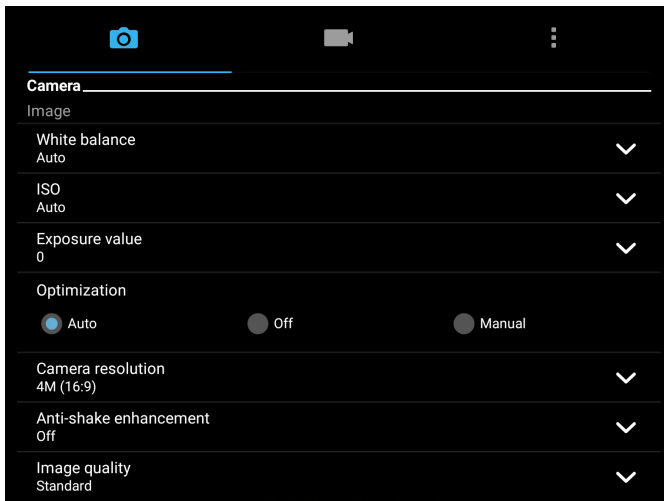 Camera
Image
White balance
Auto
ISO
Auto
Exposure value
0
Optimization
Auto Off Manual
Camera resolution
4M (16:9)
Anti-shake enhancement
Off
Image quality
Standard